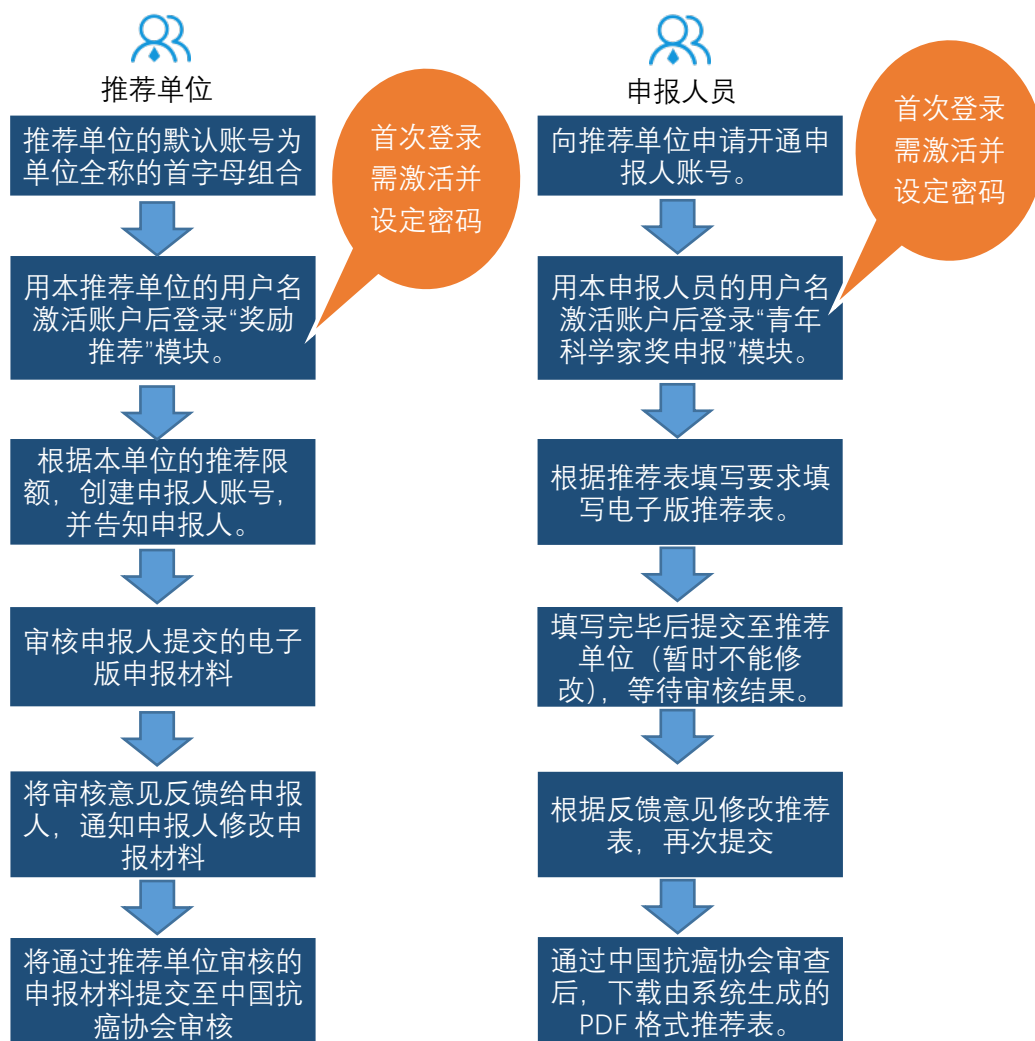 推荐单位
推荐单位的默认账号为
单位全称的首字母组合
首次登录
需激活并
设定密码
用本推荐单位的用户名
激活账户后登录“奖励
推荐”模块。
根据本单位的推荐限
额，创建申报人账号，
并告知申报人。
审核申报人提交的电子
版申报材料
将审核意见反馈给申报
人，通知申报人修改申
报材料
将通过推荐单位审核的
申报材料提交至中国抗
癌协会审核
申报人员
向推荐单位申请开通申
报人账号。
首次登录
需激活并
设定密码
用本申报人员的用户名
激活账户后登录“青年
科学家奖申报”模块。
根据推荐表填写要求填
写电子版推荐表。
填写完毕后提交至推荐
单位（暂时不能修
改），等待审核结果。
根据反馈意见修改推荐
表，再次提交
通过中国抗癌协会审查
后，下载由系统生成的
PDF 格式推荐表。